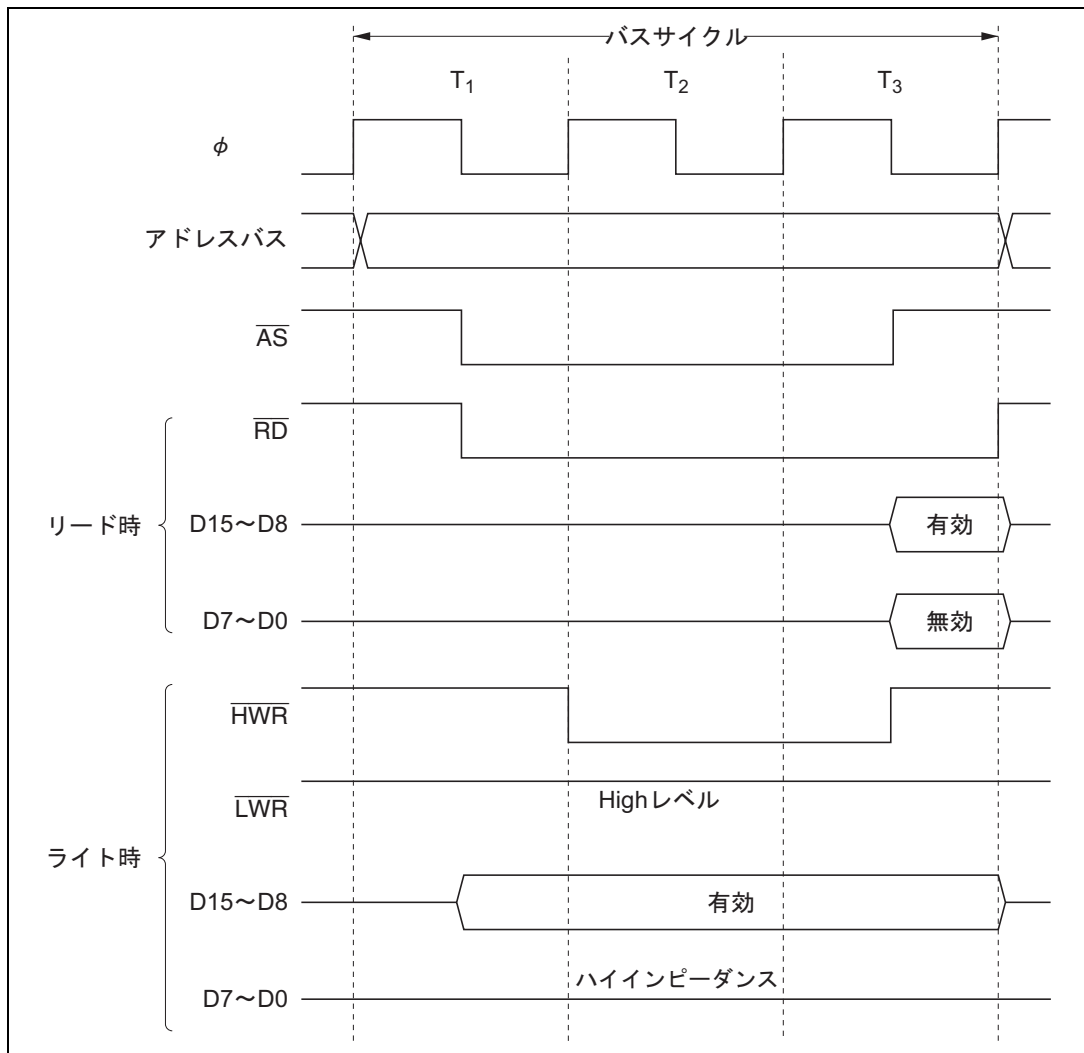 バスサイクル
T1 T2 T3
φ
アドレスバス
AS
RD
リード時
D15～D8 有効
D7～D0 無効
HWR
LWR Highレベル
ライト時
D15～D8 有効
D7～D0 ハイインピーダンス